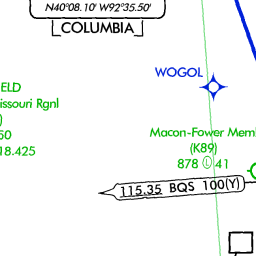 N40°08.10' W92°35.50'
COLUMBIA
WOGOL
ELD
issouri Rgnl
)
50
18.425
Macon-Fower Mem
(K89)
878 Ⓛ 41
115.35 BQS 100(Y)